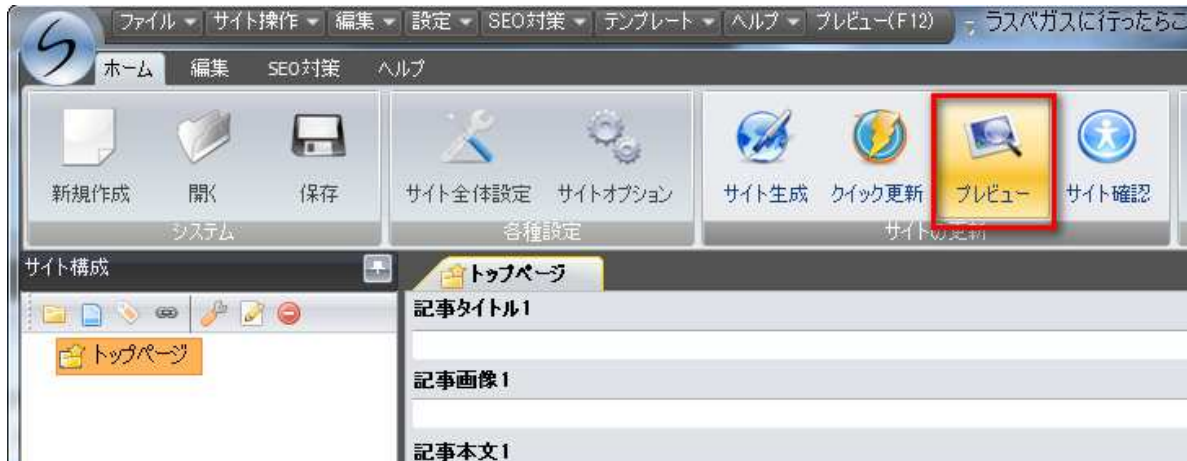 ファイル サイト操作 編集 設定 SEO対策 テンプレート ヘルプ プレビュー(F12) ラスベガスに行ったらこ
ホーム 編集 SEO対策 ヘルプ
新規作成 開く 保存 サイト全体設定 サイトオプション サイト生成 クイック更新 プレビュー サイト確認
システム 各種設定 サイトの更新
サイト構成 トップページ
記事タイトル1
トップページ
記事画像1
記事本文1